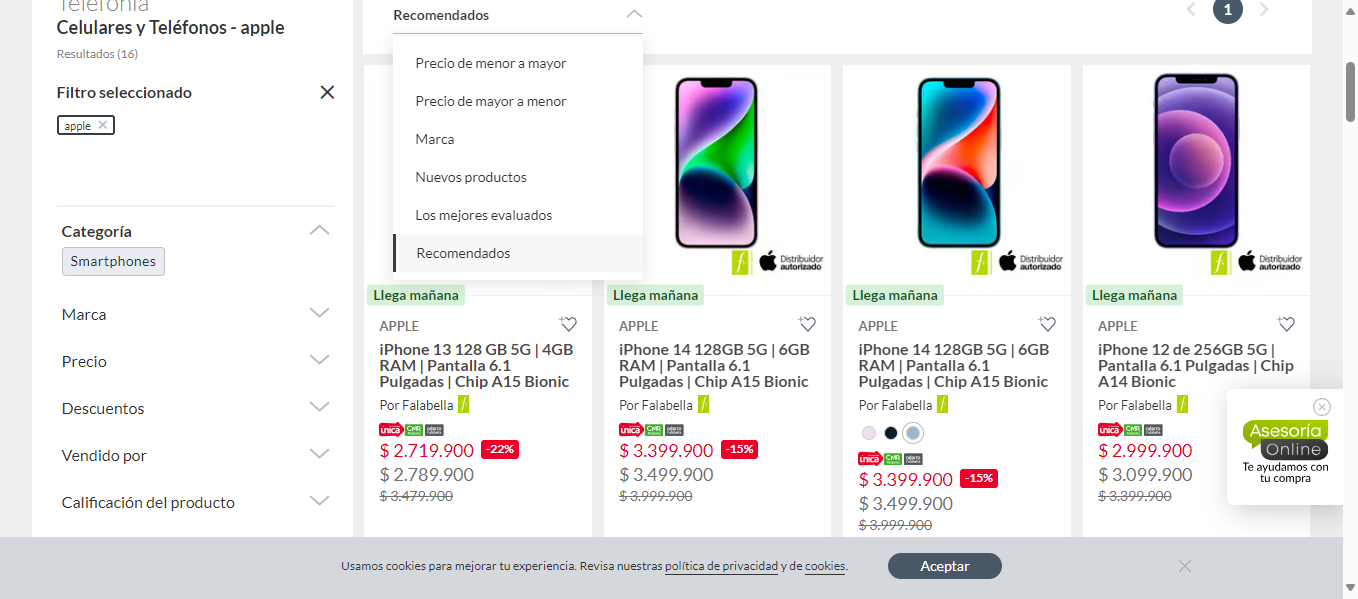 Telefonía
Celulares y Teléfonos - apple
Resultados (16)
Filtro seleccionado
apple
Categoría
Smartphones
Marca
Precio
Descuentos
Vendido por
Calificación del producto
Recomendados
Precio de menor a mayor
Precio de mayor a menor
Marca
Nuevos productos
Los mejores evaluados
Recomendados
1
Llega mañana
APPLE
iPhone 13 128 GB 5G | 4GB
RAM | Pantalla 6.1
Pulgadas | Chip A15 Bionic
Por Falabella f
única CMR
$ 2.719.900 -22%
$ 2.789.900
$ 3.479.900
f Distribuidor
autorizado
Llega mañana
APPLE
iPhone 14 128GB 5G | 6GB
RAM | Pantalla 6.1
Pulgadas | Chip A15 Bionic
Por Falabella f
única CMR
$ 3.399.900 -15%
$ 3.499.900
$ 3.999.900
f Distribuidor
autorizado
Llega mañana
APPLE
iPhone 14 128GB 5G | 6GB
RAM | Pantalla 6.1
Pulgadas | Chip A15 Bionic
Por Falabella f
única CMR
$ 3.399.900 -15%
$ 3.499.900
$ 3.999.900
f Distribuidor
autorizado
Llega mañana
APPLE
iPhone 12 de 256GB 5G |
Pantalla 6.1 Pulgadas | Chip
A14 Bionic
Por Falabella f
única CMR
$ 2.999.900
$ 3.099.900
$ 3.399.900
Asesoría
Online
Te ayudamos con
tu compra
Usamos cookies para mejorar tu experiencia. Revisa nuestras política de privacidad y de cookies.
Aceptar